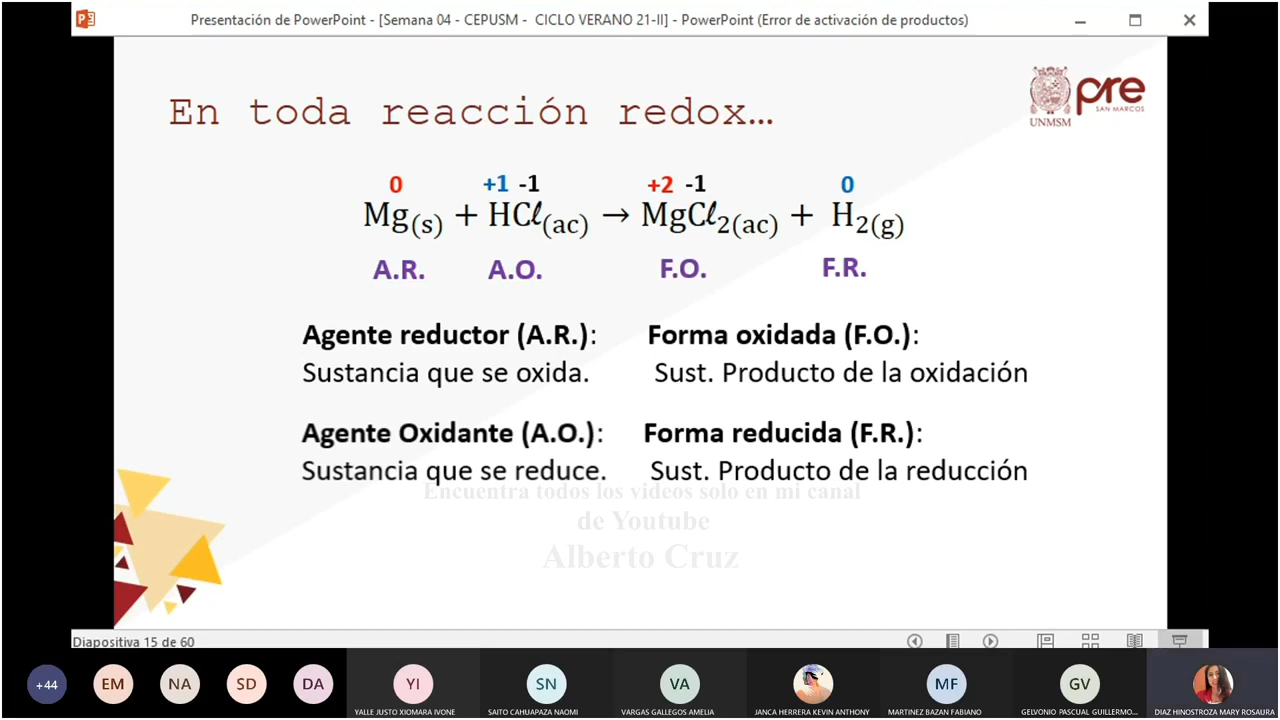 Presentación de PowerPoint - [Semana 04 - CEPUSM - CICLO VERANO 21-II] - PowerPoint (Error de activación de productos)
En toda reacción redox...
UNMSM
pre
SAN MARCOS
0 +1 -1 +2 -1 0
Mg(s) + HCℓ(ac) → MgCℓ2(ac) + H2(g)
A.R. A.O. F.O. F.R.
Agente reductor (A.R.): Forma oxidada (F.O.):
Sustancia que se oxida. Sust. Producto de la oxidación
Agente Oxidante (A.O.): Forma reducida (F.R.):
Sustancia que se reduce. Sust. Producto de la reducción
Encuentra todos los videos solo en mi canal
de Youtube
Alberto Cruz
Diapositiva 15 de 60
+44 EM NA SD DA YI SN VA MF GV
YALLE JUSTO XIOMARA IVONE SAITO CAHUAPAZA NAOMI VARGAS GALLEGOS AMELIA JANCA HERRERA KEVIN ANTHONY MARTINEZ BAZAN FABIANO GELVONIO PASCUAL GUILLERMO... DIAZ HINOSTROZA MARY ROSAURA